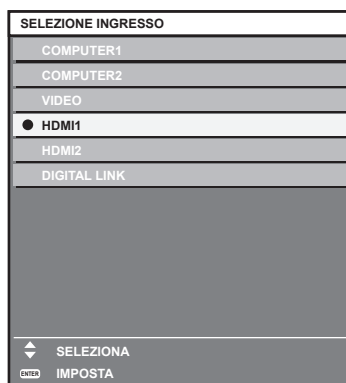 SELEZIONE INGRESSO
COMPUTER1
COMPUTER2
VIDEO
HDMI1
HDMI2
DIGITAL LINK
SELEZIONA
ENTER IMPOSTA